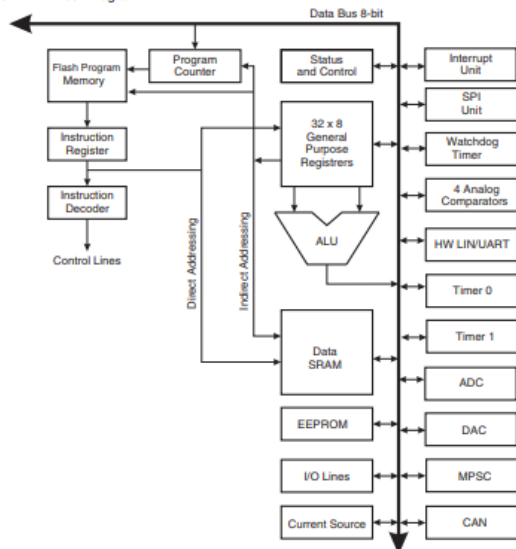 Data Bus 8-bit
Flash Program
Memory
Program
Counter
Status
and Control
Interrupt
Unit
SPI
Unit
Instruction
Register
32 x 8
General
Purpose
Registrers
Watchdog
Timer
Instruction
Decoder
4 Analog
Comparators
Control Lines
Direct Addressing
Indirect Addressing
ALU
HW LIN/UART
Timer 0
Data
SRAM
Timer 1
ADC
EEPROM
DAC
I/O Lines
MPSC
Current Source
CAN